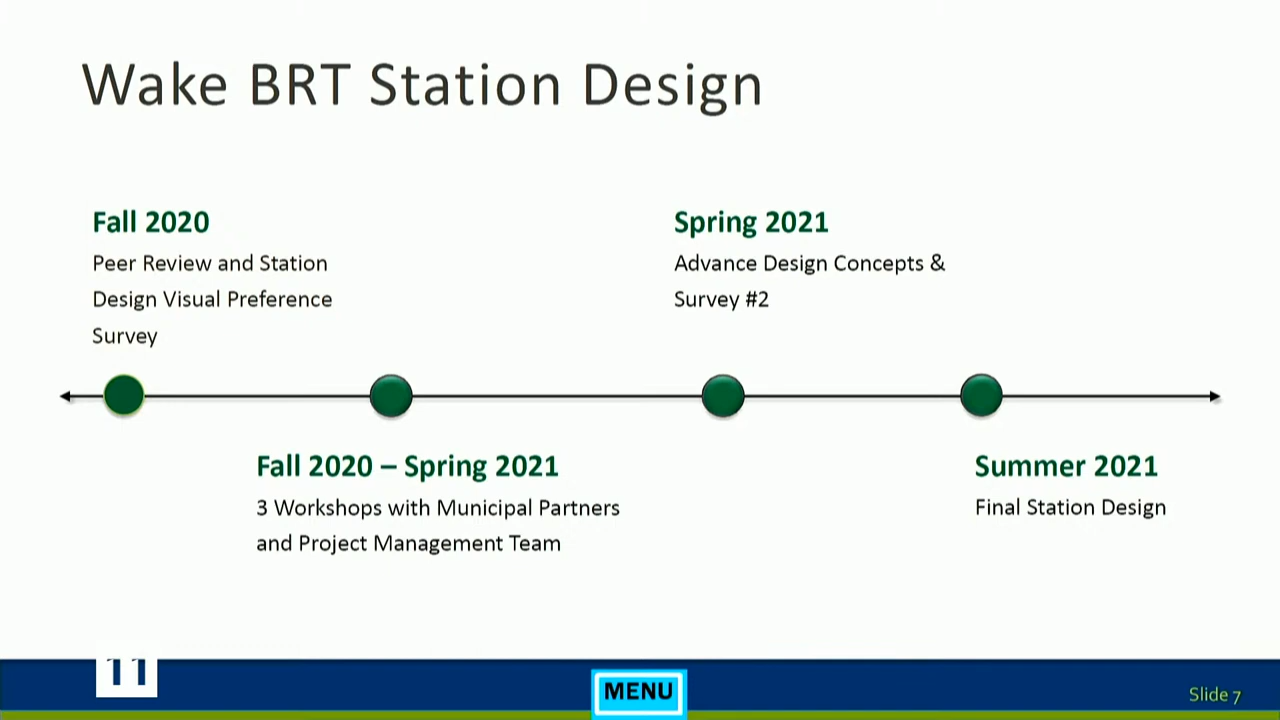 Wake BRT Station Design
Fall 2020
Peer Review and Station
Design Visual Preference
Survey
Spring 2021
Advance Design Concepts &
Survey #2
Fall 2020 – Spring 2021
3 Workshops with Municipal Partners
and Project Management Team
Summer 2021
Final Station Design
11
MENU
Slide 7